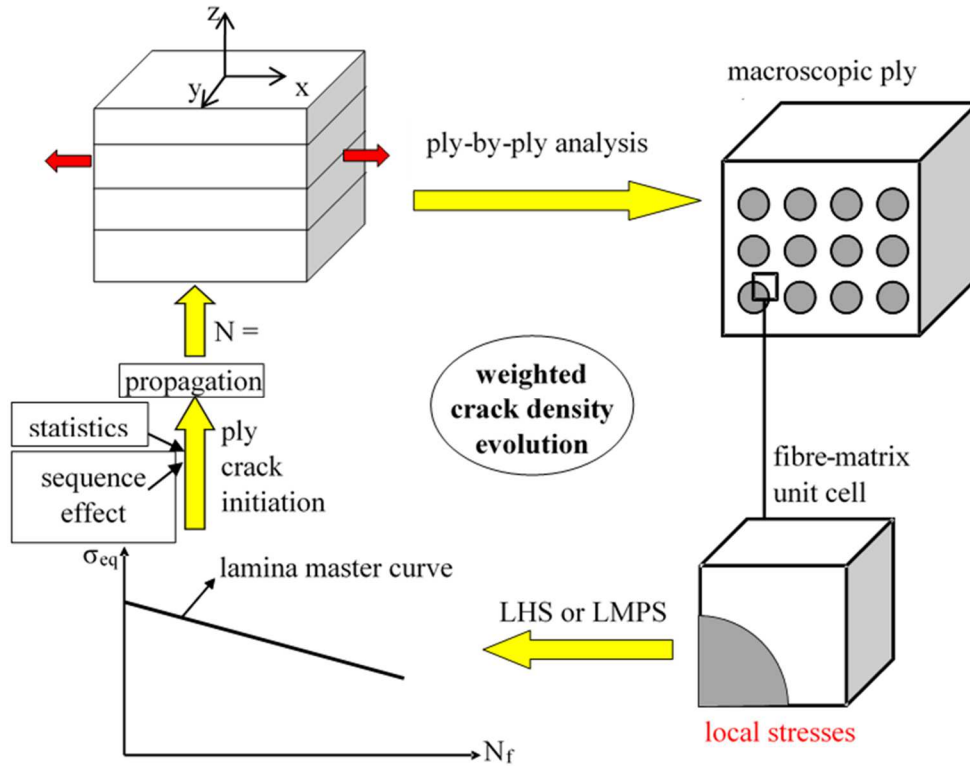 z
y
x
macroscopic ply
ply-by-ply analysis
N =
propagation
statistics
sequence
effect
ply
crack
initiation
weighted
crack density
evolution
fibre-matrix
unit cell
σeq
lamina master curve
LHS or LMPS
Nf
local stresses